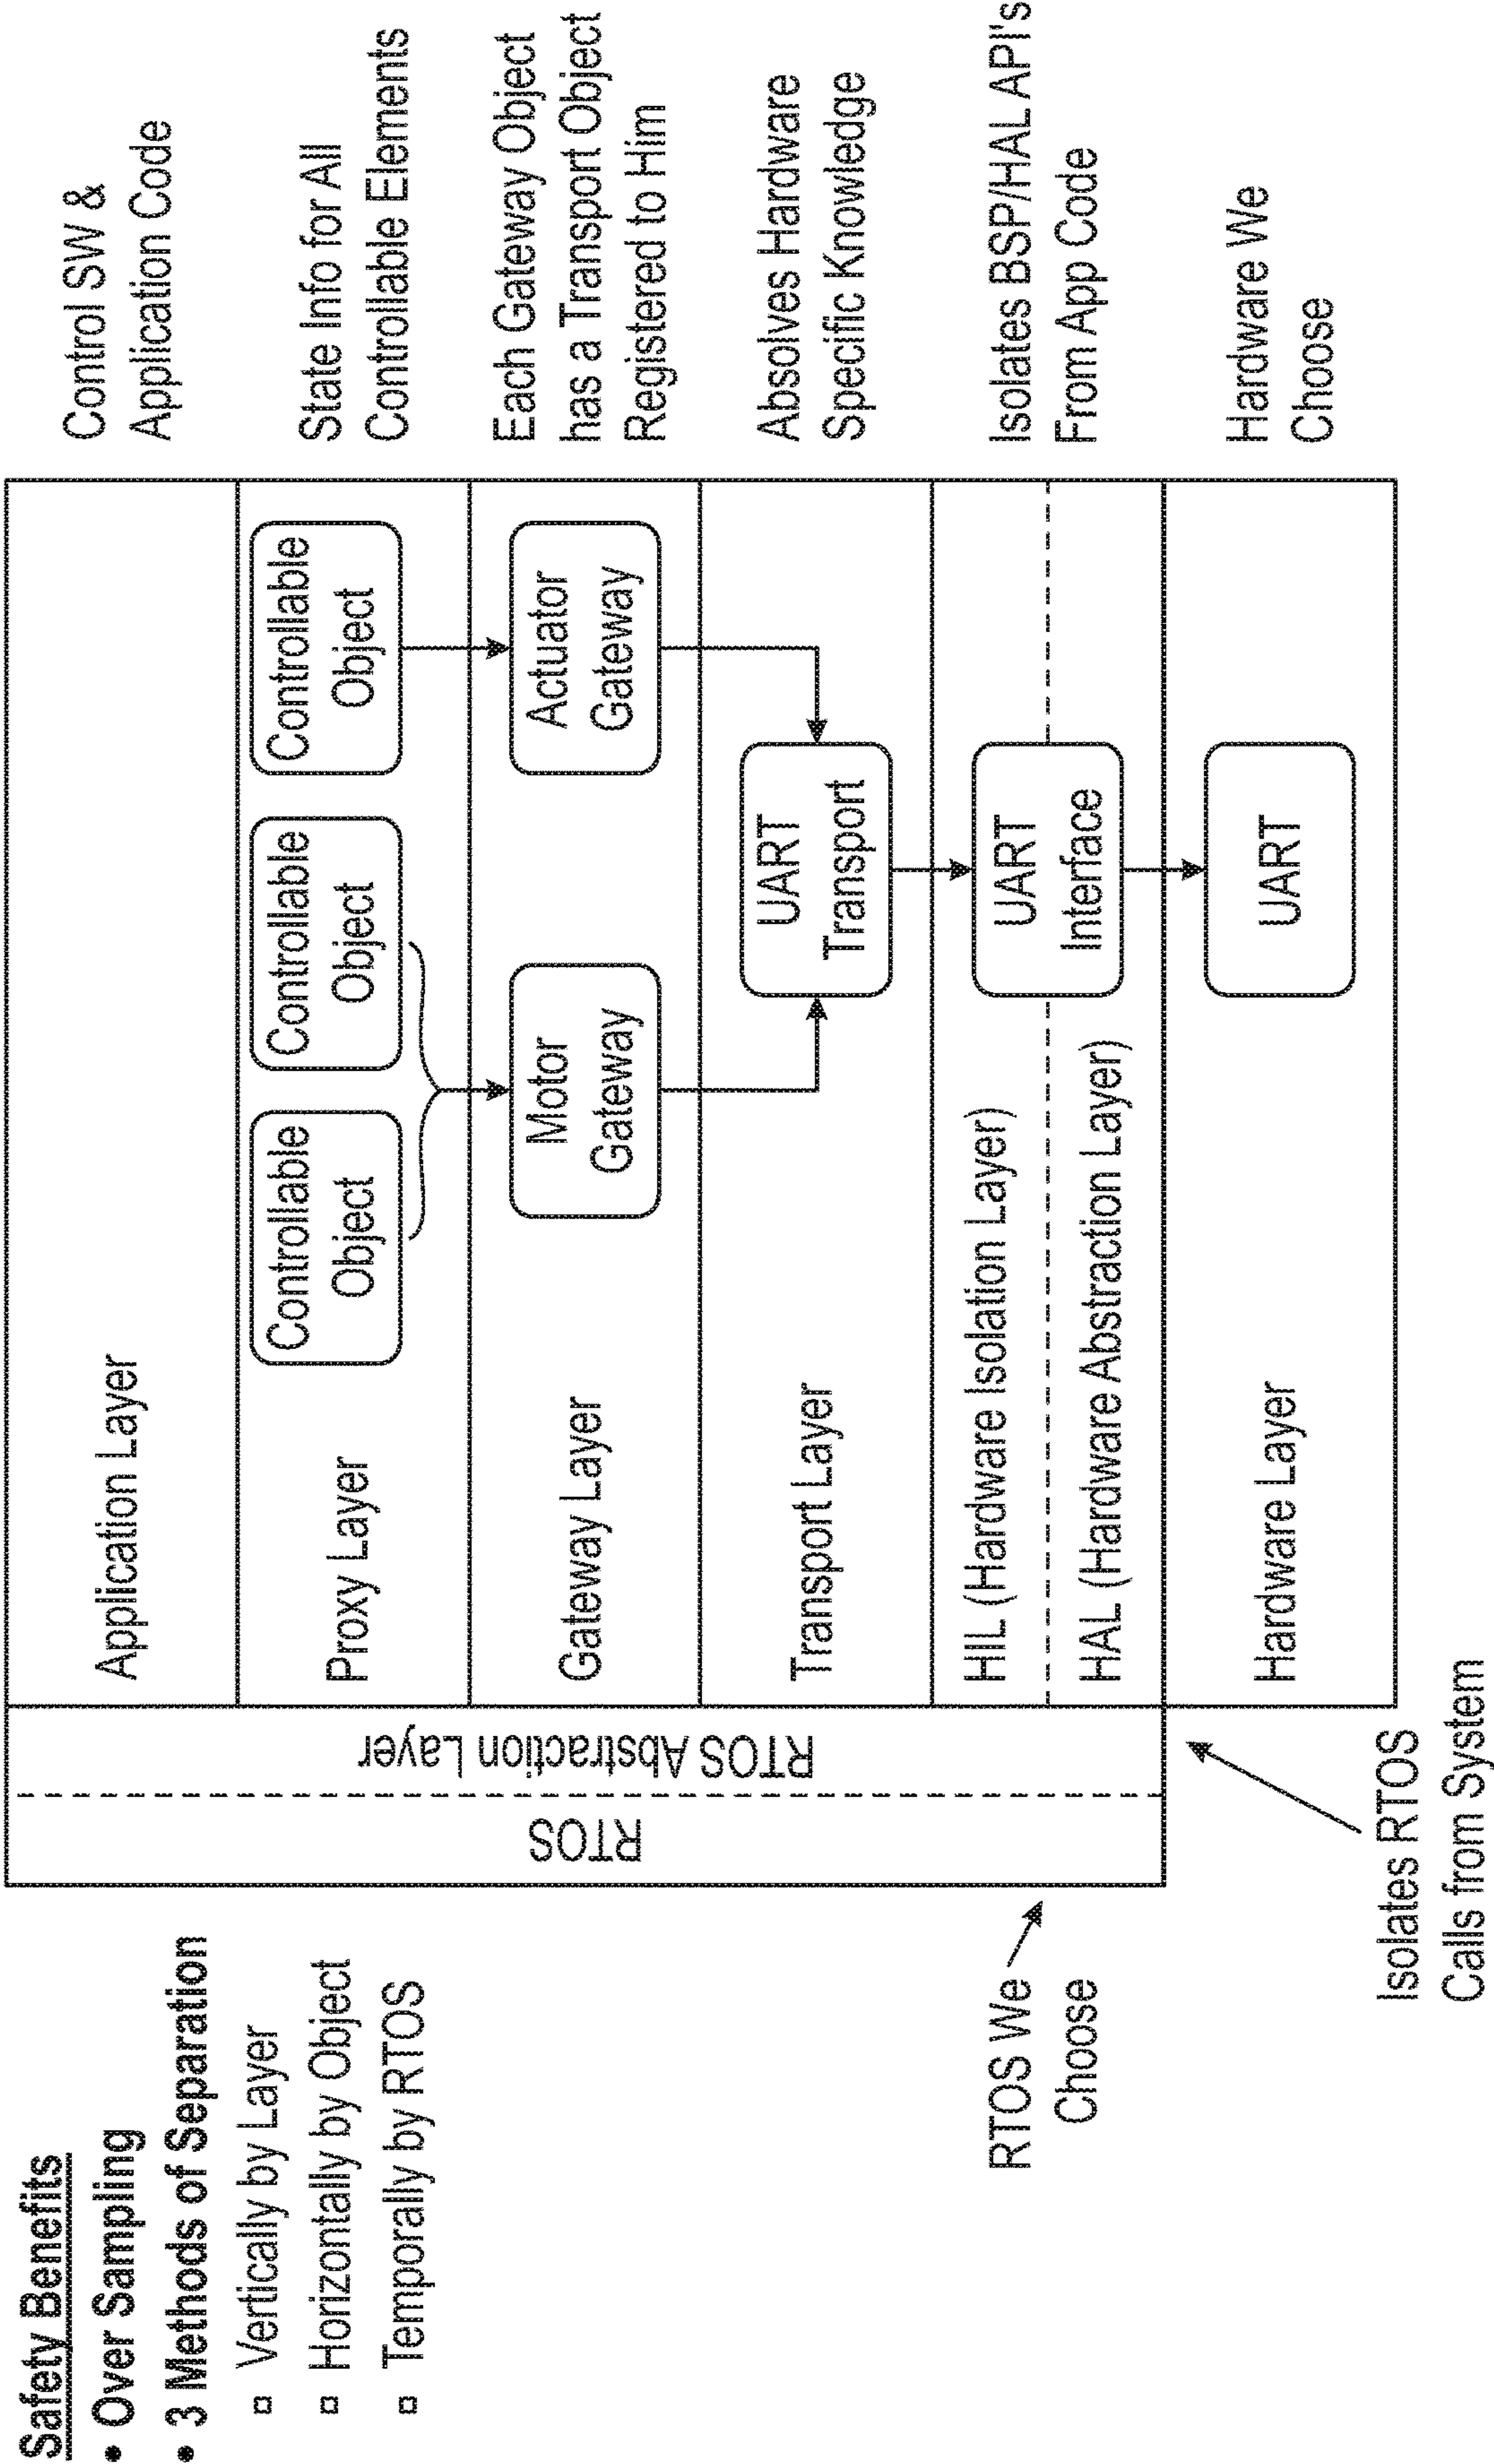 Safety Benefits
• Over Sampling
• 3 Methods of Separation
▫ Vertically by Layer
▫ Horizontally by Object
▫ Temporally by RTOS
RTOS We
Choose
Isolates RTOS
Calls from System
RTOS
RTOS Abstraction Layer
Application Layer
Control SW &
Application Code
Proxy Layer
Controllable
Object
Controllable
Object
Controllable
Object
State Info for All
Controllable Elements
Gateway Layer
Motor
Gateway
Actuator
Gateway
Each Gateway Object
has a Transport Object
Registered to Him
Transport Layer
UART
Transport
Absolves Hardware
Specific Knowledge
HIL (Hardware Isolation Layer)
HAL (Hardware Abstraction Layer)
UART
Interface
Isolates BSP/HAL API's
From App Code
Hardware Layer
UART
Hardware We
Choose